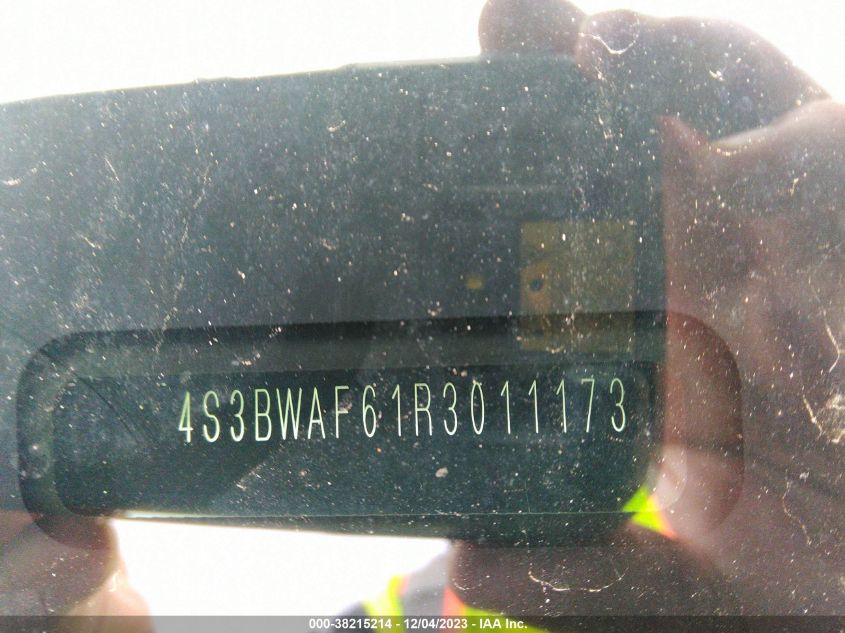 4S3BWAF61R3011173
000-38215214 - 12/04/2023 - IAA Inc.